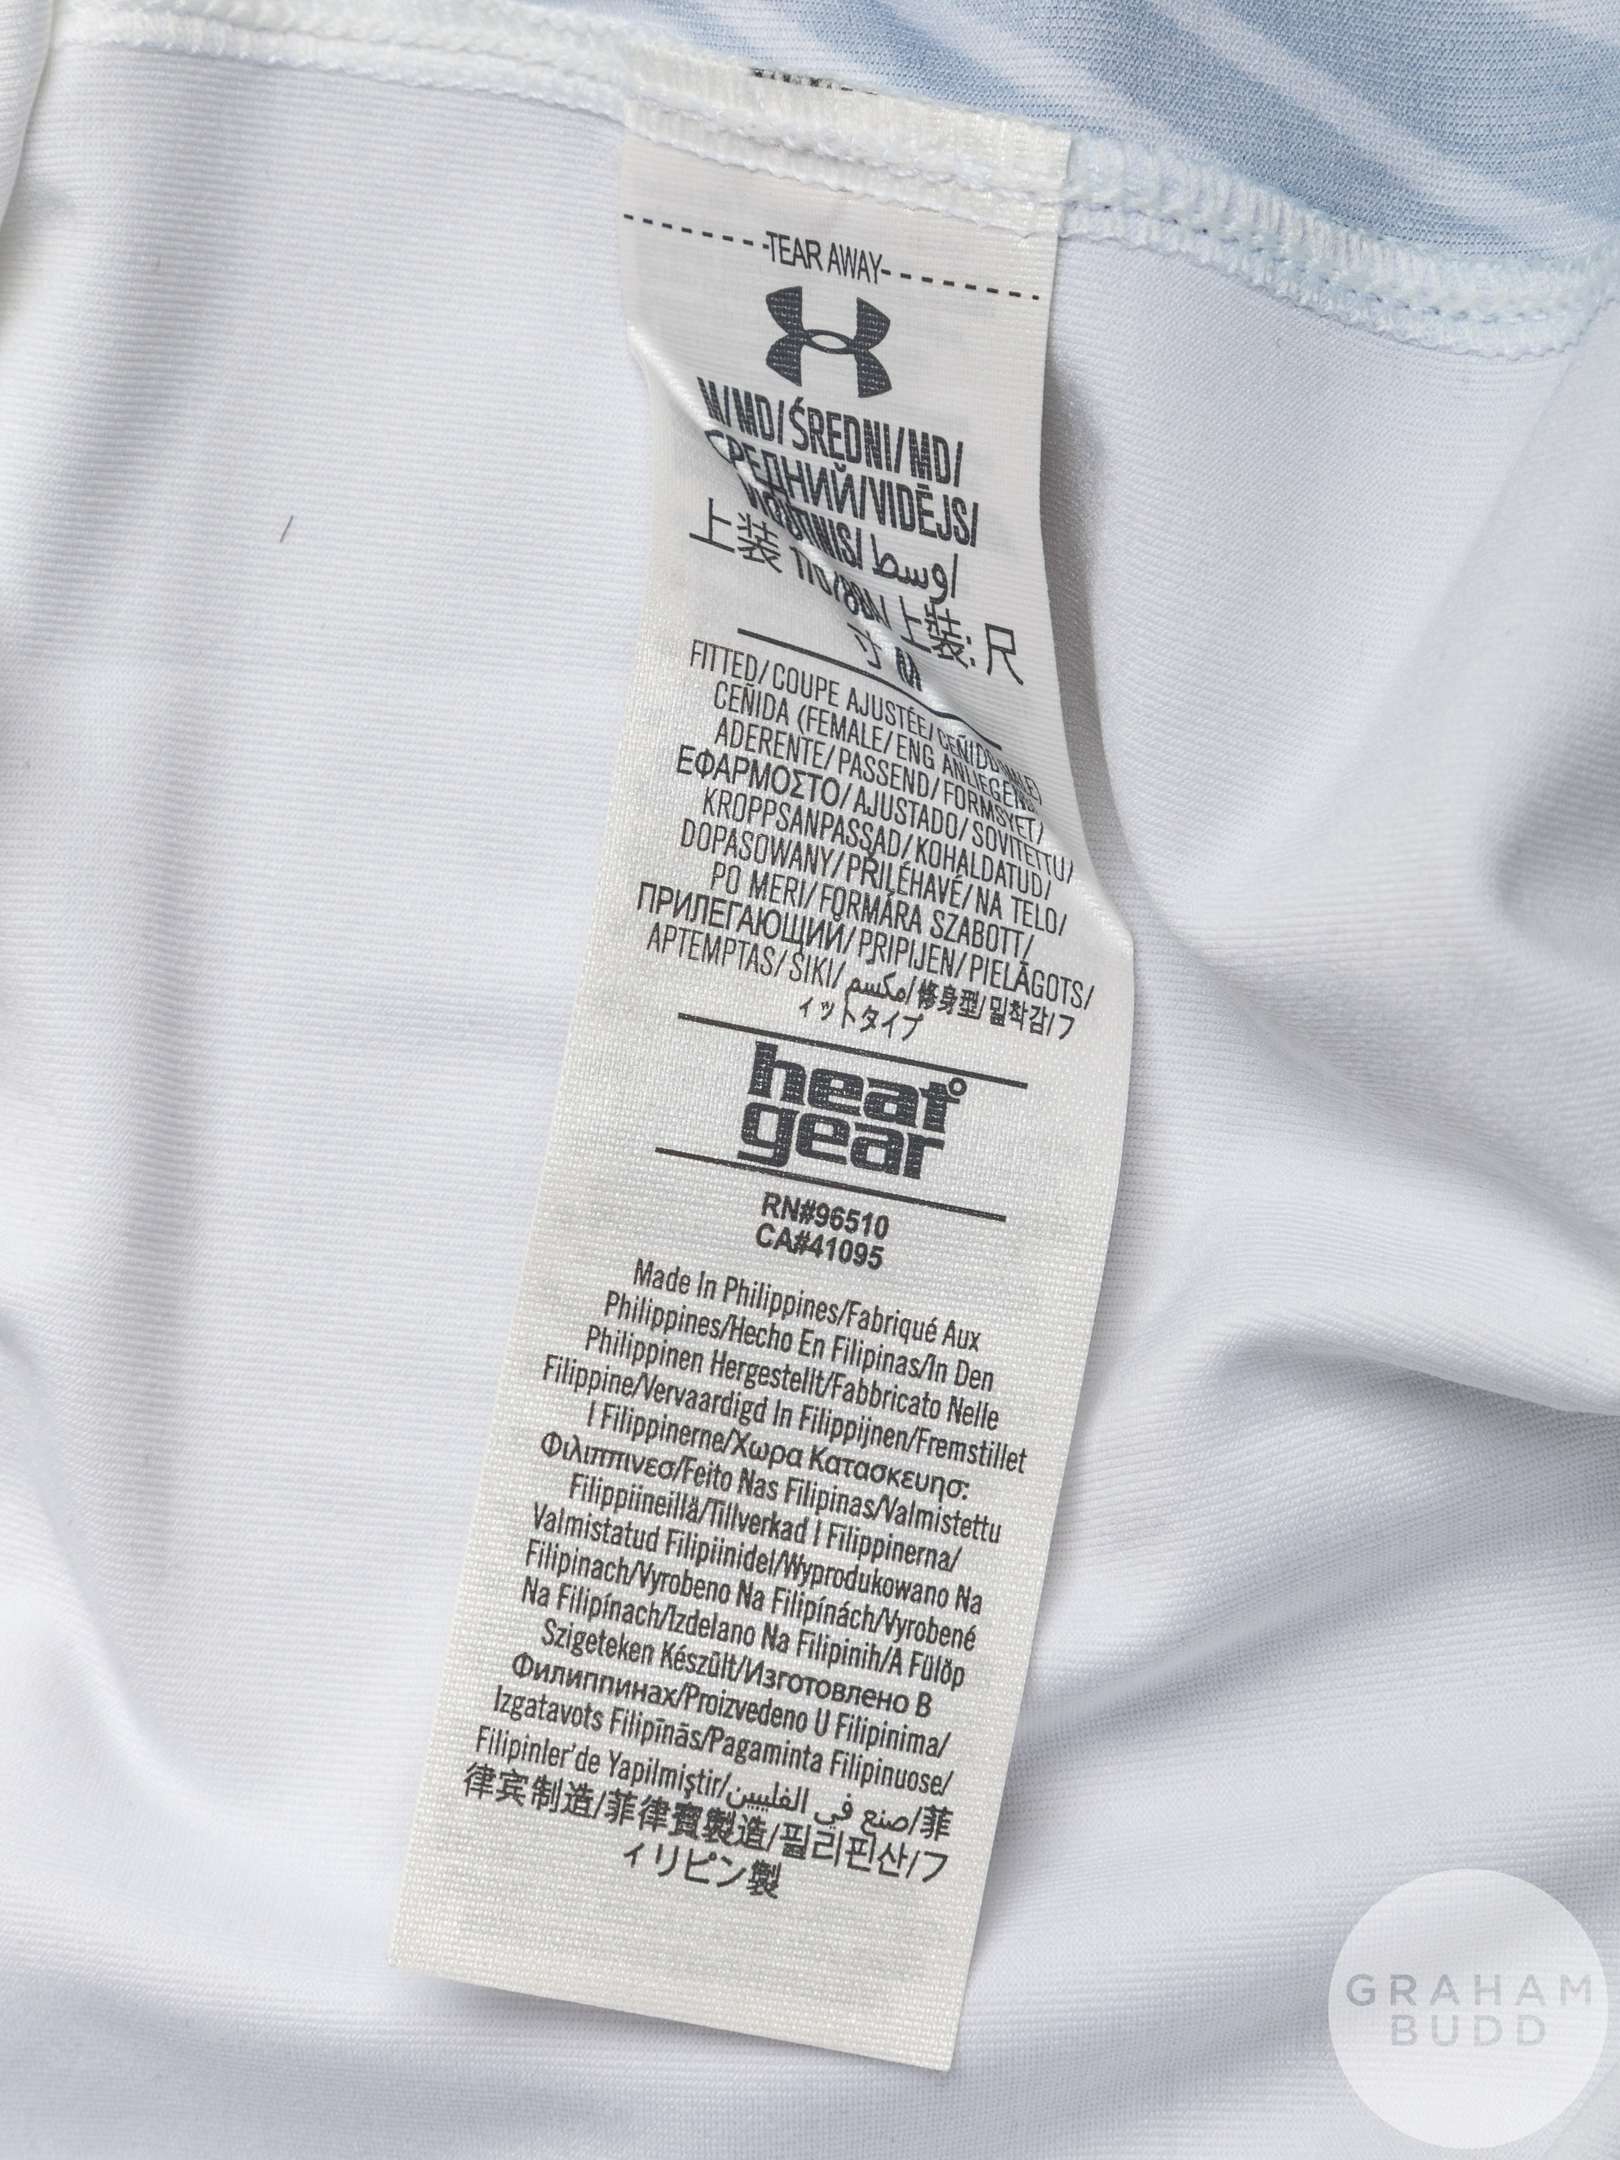 TEAR AWAY
M/MD/ŚREDNI/MD/
СРЕДНИЙ/VIDĒJS/
اوسط/
上装 170/88A/ 上裝: 尺
寸 M
FITTED/COUPE AJUSTÉE/
CEÑIDA (FEMALE/ENG ANLIEGEND/
ADERENTE/PASSEND/FORMSYET/
ΕΦΑΡΜΟΣΤΟ/AJUSTADO/SOVITETTU/
KROPPSANPASSAD/KOHALDATUD/
DOPASOWANY/PŘILÉHAVÉ/NA TELO/
PO MERI/FORMÁRA SZABOTT/
ПРИЛЕГАЮЩИЙ/PRIPIJEN/PIELĀGOTS/
APTEMPTAS/SIKI/مكسم/修身型/밀착감/フ
ィットタイプ
heat
gear
RN#96510
CA#41095
Made In Philippines/Fabriqué Aux
Philippines/Hecho En Filipinas/In Den
Philippinen Hergestellt/Fabbricato Nelle
Filippine/Vervaardigd In Filippijnen/Fremstillet
I Filippinerne/Χωρα Κατασκευησ:
Φιλιππινεσ/Feito Nas Filipinas/Valmistettu
Filippiineillä/Tillverkad I Filippinerna/
Valmistatud Filipiinidel/Wyprodukowano Na
Filipinach/Vyrobeno Na Filipínách/Vyrobené
Na Filipínach/Izdelano Na Filipinih/A Fülöp
Szigeteken Készült/Изготовлено В
Филиппинах/Proizvedeno U Filipinima/
Izgatavots Filipīnās/Pagaminta Filipinuose/
Filipinler'de Yapilmiştir/صنع في الفليبين/菲
律宾制造/菲律賓製造/필리핀산/フ
ィリピン製
GRAHAM
BUDD